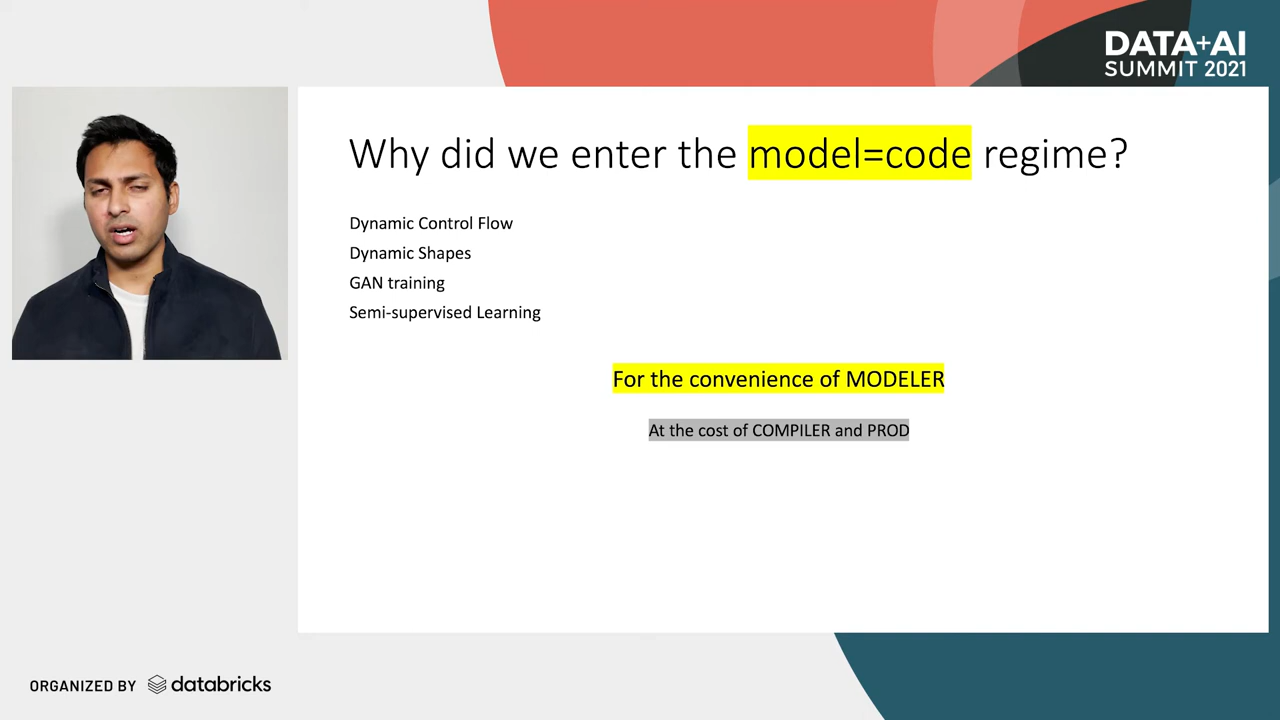 DATA+AI
SUMMIT 2021
Why did we enter the model=code regime?
Dynamic Control Flow
Dynamic Shapes
GAN training
Semi-supervised Learning
For the convenience of MODELER
At the cost of COMPILER and PROD
ORGANIZED BY databricks